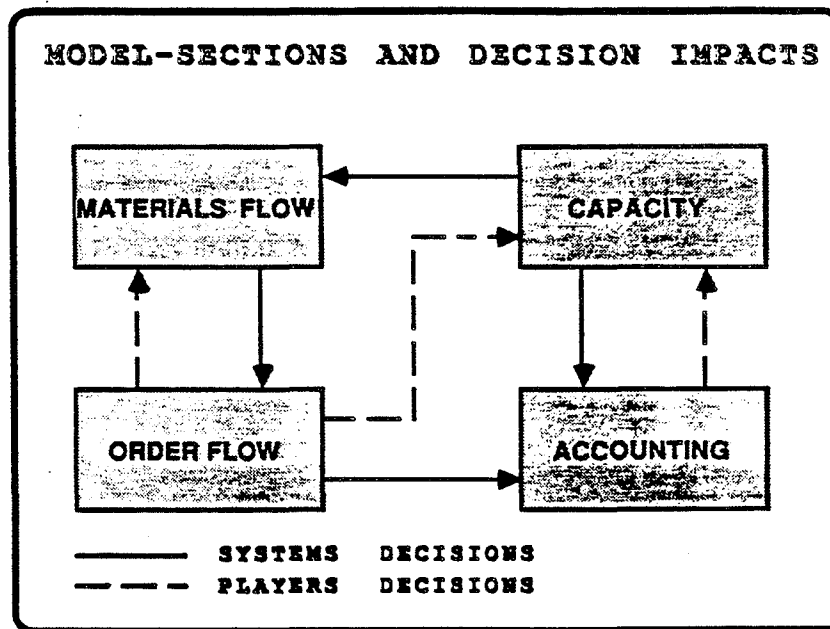 MODEL-SECTIONS AND DECISION IMPACTS
MATERIALS FLOW
CAPACITY
ORDER FLOW
ACCOUNTING
SYSTEMS DECISIONS
PLAYERS DECISIONS